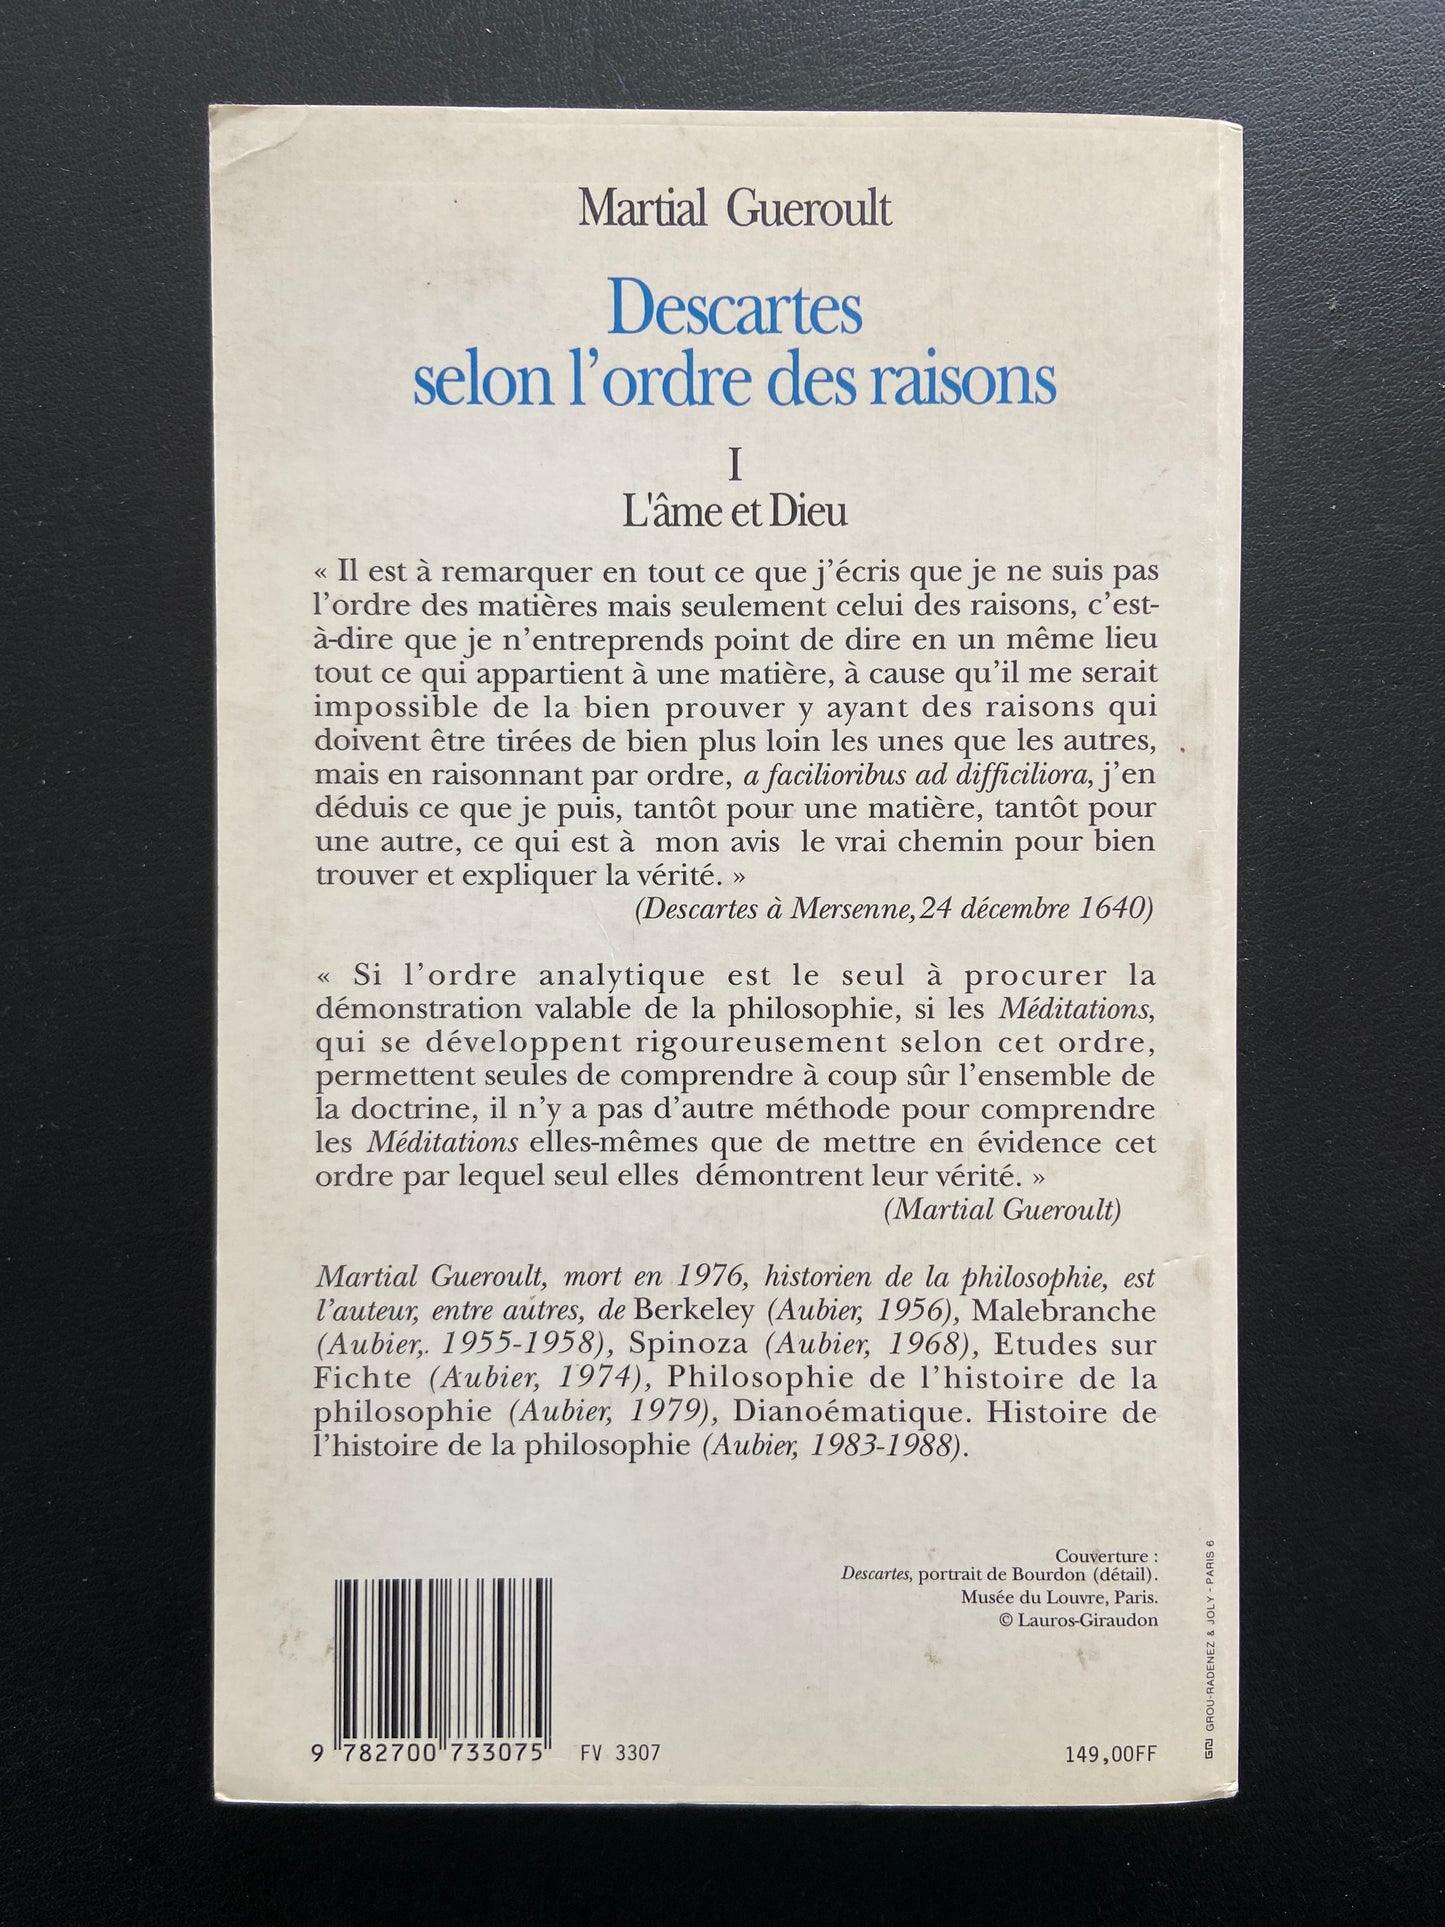 Martial Gueroult
Descartes
selon l'ordre des raisons
I
L'âme et Dieu
« Il est à remarquer en tout ce que j'écris que je ne suis pas
l'ordre des matières mais seulement celui des raisons, c'est-
à-dire que je n'entreprends point de dire en un même lieu
tout ce qui appartient à une matière, à cause qu'il me serait
impossible de la bien prouver y ayant des raisons qui
doivent être tirées de bien plus loin les unes que les autres,
mais en raisonnant par ordre, a facilioribus ad difficiliora, j'en
déduis ce que je puis, tantôt pour une matière, tantôt pour
une autre, ce qui est à mon avis le vrai chemin pour bien
trouver et expliquer la vérité. »
(Descartes à Mersenne, 24 décembre 1640)
« Si l'ordre analytique est le seul à procurer la
démonstration valable de la philosophie, si les Méditations,
qui se développent rigoureusement selon cet ordre,
permettent seules de comprendre à coup sûr l'ensemble de
la doctrine, il n'y a pas d'autre méthode pour comprendre
les Méditations elles-mêmes que de mettre en évidence cet
ordre par lequel seul elles démontrent leur vérité. »
(Martial Gueroult)
Martial Gueroult, mort en 1976, historien de la philosophie, est
l'auteur, entre autres, de Berkeley (Aubier, 1956), Malebranche
(Aubier,. 1955-1958), Spinoza (Aubier, 1968), Etudes sur
Fichte (Aubier, 1974), Philosophie de l'histoire de la
philosophie (Aubier, 1979), Dianoématique. Histoire de
l'histoire de la philosophie (Aubier, 1983-1988).
Couverture :
Descartes, portrait de Bourdon (détail).
Musée du Louvre, Paris.
© Lauros-Giraudon
GROU-RADENEZ & JOLY - PARIS 6
9 782700 733075 FV 3307
149,00FF